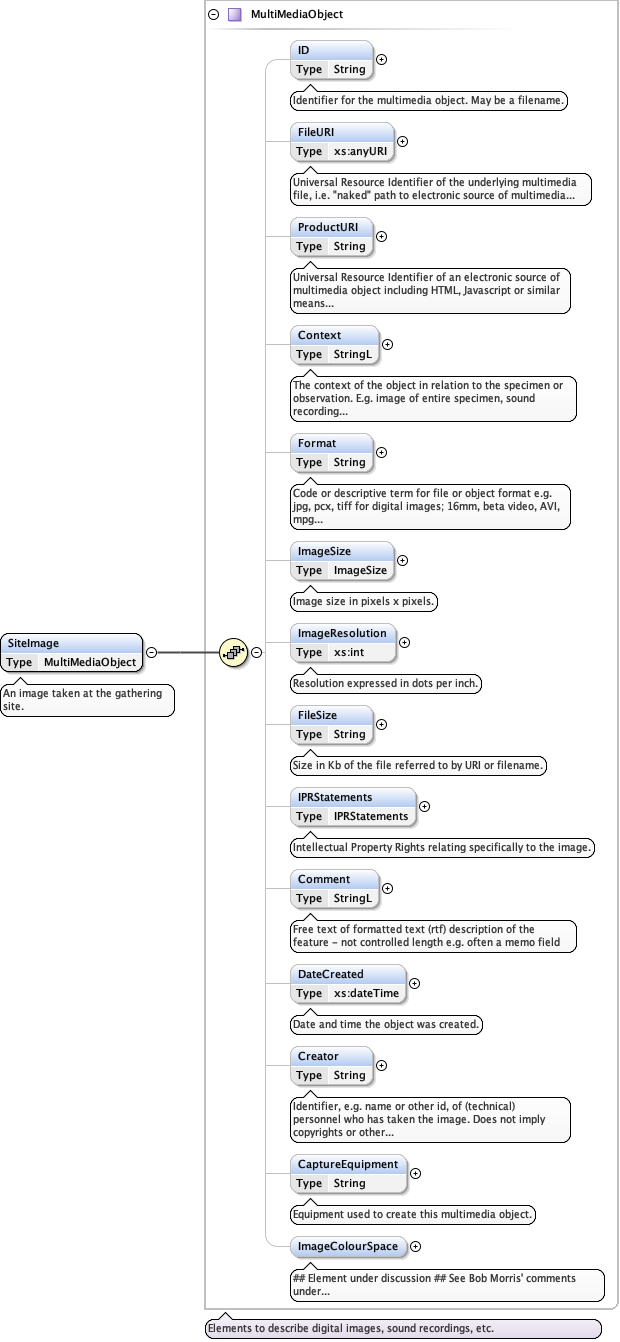 MultiMediaObject
ID
Type String
Identifier for the multimedia object. May be a filename.
FileURI
Type xs:anyURI
Universal Resource Identifier of the underlying multimedia
file, i.e. "naked" path to electronic source of multimedia...
ProductURI
Type String
Universal Resource Identifier of an electronic source of
multimedia object including HTML, Javascript or similar
means...
Context
Type StringL
The context of the object in relation to the specimen or
observation. E.g. image of entire specimen, sound
recording...
Format
Type String
Code or descriptive term for file or object format e.g.
jpg, pcx, tiff for digital images; 16mm, beta video, AVI,
mpg...
ImageSize
Type ImageSize
Image size in pixels x pixels.
SiteImage
Type MultiMediaObject
An image taken at the gathering
site.
ImageResolution
Type xs:int
Resolution expressed in dots per inch.
FileSize
Type String
Size in Kb of the file referred to by URI or filename.
IPRStatements
Type IPRStatements
Intellectual Property Rights relating specifically to the image.
Comment
Type StringL
Free text of formatted text (rtf) description of the
feature - not controlled length e.g. often a memo field
DateCreated
Type xs:dateTime
Date and time the object was created.
Creator
Type String
Identifier, e.g. name or other id, of (technical)
personnel who has taken the image. Does not imply
copyrights or other...
CaptureEquipment
Type String
Equipment used to create this multimedia object.
ImageColourSpace
## Element under discussion ## See Bob Morris' comments
under...
Elements to describe digital images, sound recordings, etc.